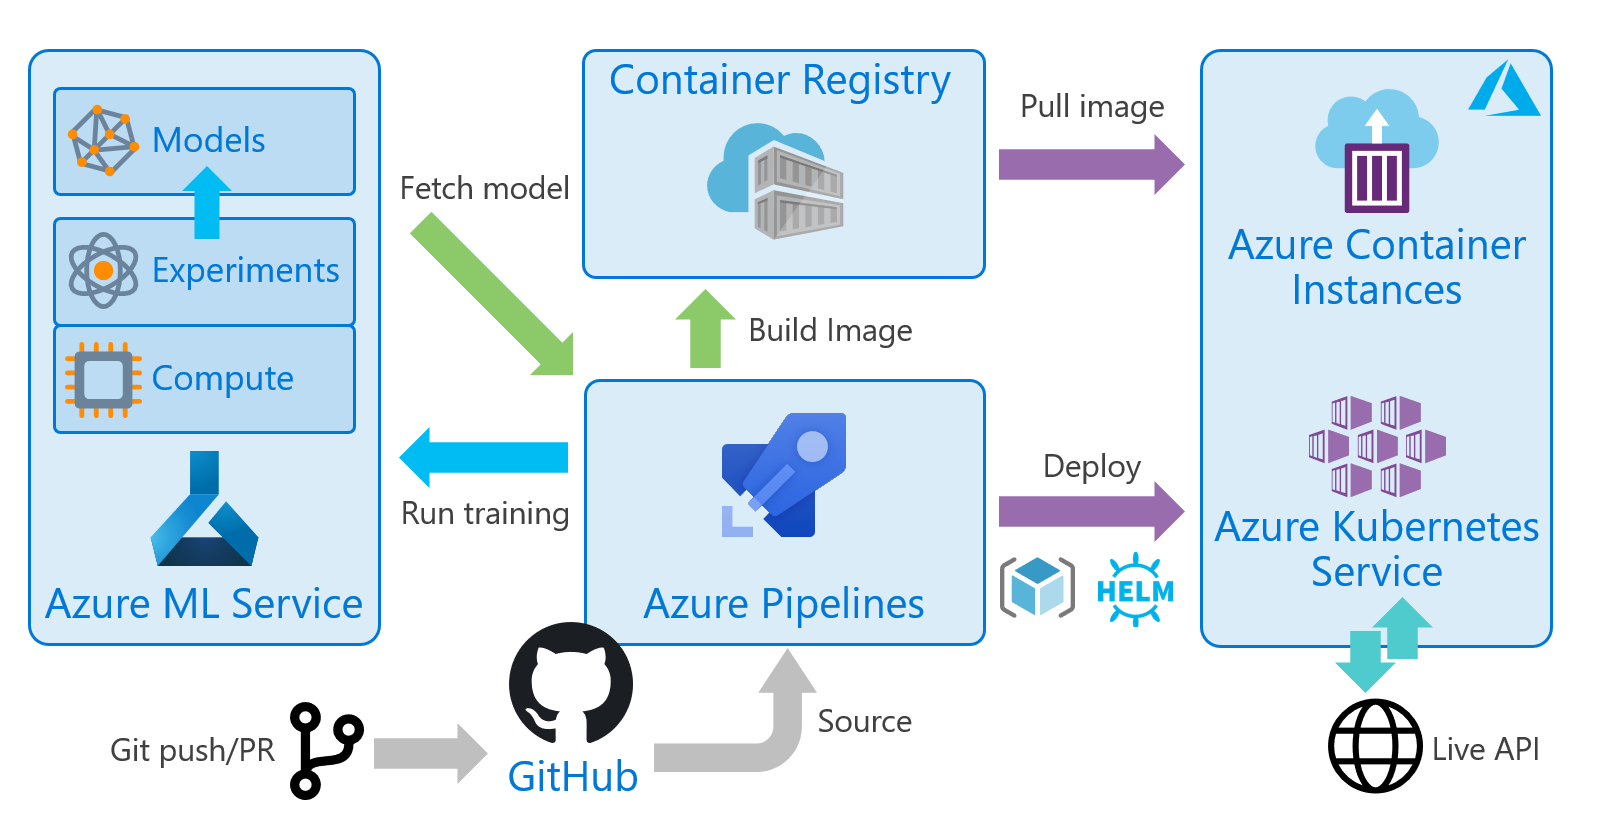 Models
Experiments
Compute
Azure ML Service
Fetch model
Run training
Container Registry
Build Image
Azure Pipelines
Pull image
Deploy
HELM
Azure Container
Instances
Azure Kubernetes
Service
Git push/PR
GitHub
Source
Live API